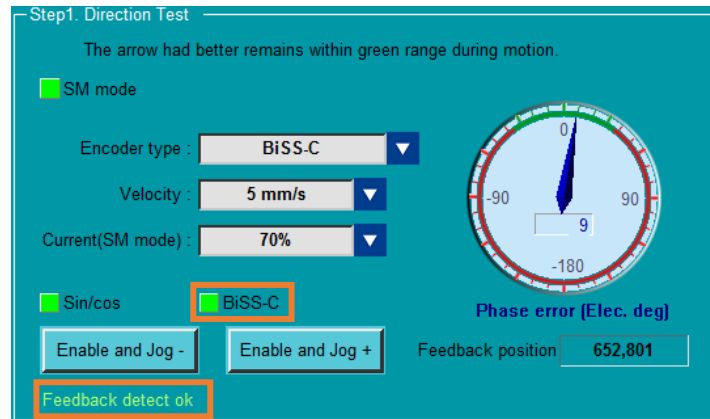 Step1. Direction Test
The arrow had better remains within green range during motion.
SM mode
Encoder type : BiSS-C
Velocity : 5 mm/s
Current(SM mode) : 70%
0
-90 90
9
-180
Phase error (Elec. deg)
Sin/cos BiSS-C
Enable and Jog - Enable and Jog + Feedback position 652,801
Feedback detect ok